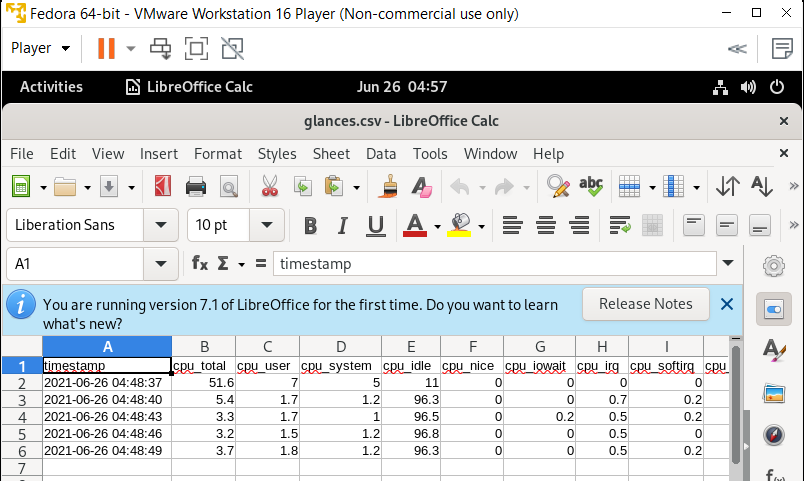 Fedora 64-bit - VMware Workstation 16 Player (Non-commercial use only)
Player
Activities LibreOffice Calc Jun 26 04:57
glances.csv - LibreOffice Calc
File Edit View Insert Format Styles Sheet Data Tools Window Help
abc
Liberation Sans 10 pt B I U A
A1 fx Σ = timestamp
You are running version 7.1 of LibreOffice for the first time. Do you want to learn what's new? Release Notes
A B C D E F G H I
1 timestamp cpu_total cpu_user cpu_system cpu_idle cpu_nice cpu_iowait cpu_irq cpu_softirq cpu_
2 2021-06-26 04:48:37 51.6 7 5 11 0 0 0 0
3 2021-06-26 04:48:40 5.4 1.7 1.2 96.3 0 0 0.7 0.2
4 2021-06-26 04:48:43 3.3 1.7 1 96.5 0 0.2 0.5 0.2
5 2021-06-26 04:48:46 3.2 1.5 1.2 96.8 0 0 0.5 0
6 2021-06-26 04:48:49 3.7 1.8 1.2 96.3 0 0 0.5 0.2
7